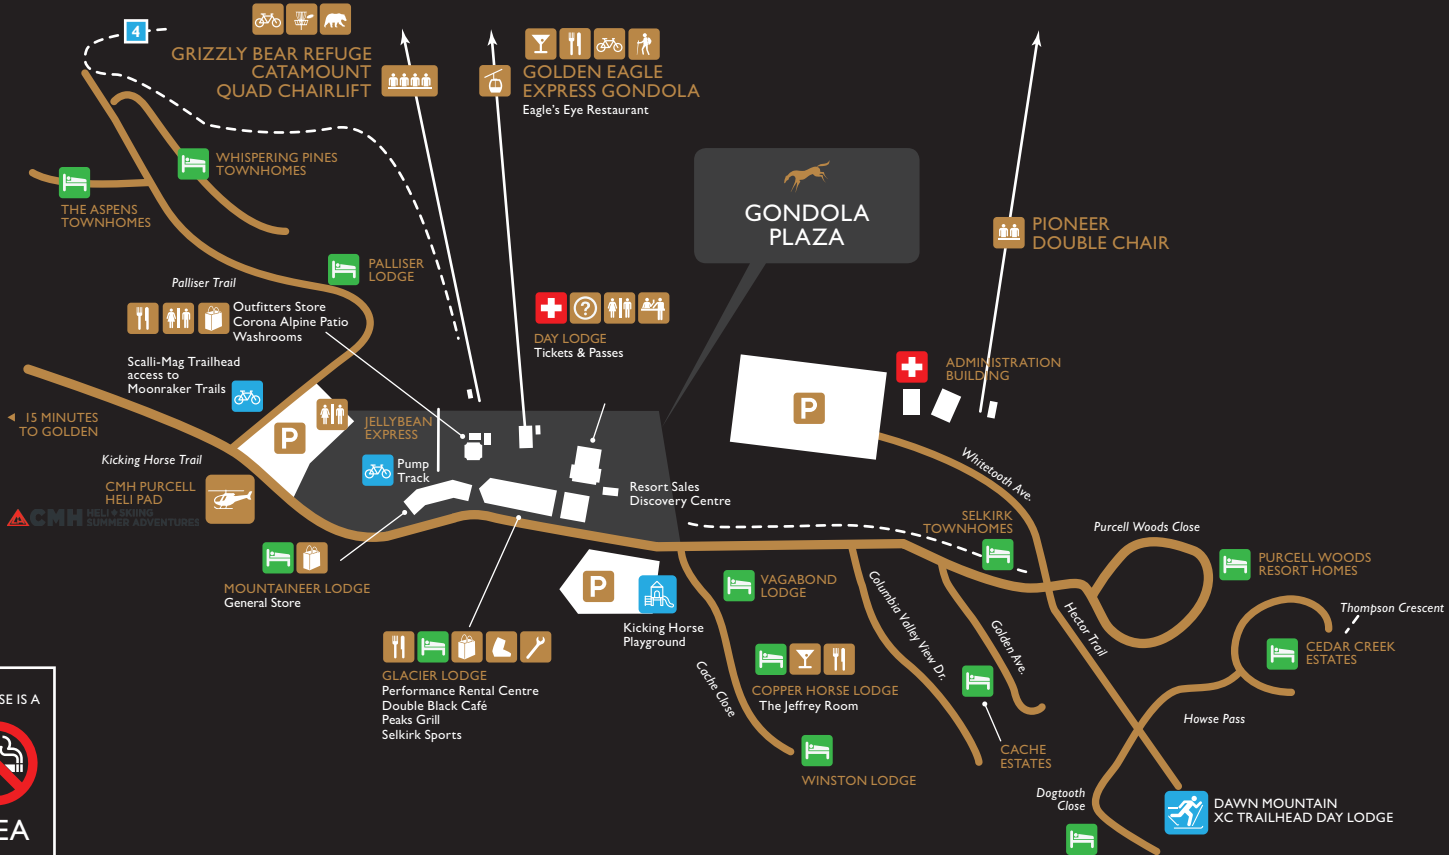 4
GRIZZLY BEAR REFUGE
CATAMOUNT
QUAD CHAIRLIFT
GOLDEN EAGLE
EXPRESS GONDOLA
Eagle's Eye Restaurant
WHISPERING PINES
TOWNHOMES
THE ASPENS
TOWNHOMES
GONDOLA
PLAZA
PIONEER
DOUBLE CHAIR
PALLISER
LODGE
Palliser Trail
Outfitters Store
Corona Alpine Patio
Washrooms
?
DAY LODGE
Tickets & Passes
Scalli-Mag Trailhead
access to
Moonraker Trails
ADMINISTRATION
BUILDING
P
15 MINUTES
TO GOLDEN
P
JELLYBEAN
EXPRESS
Kicking Horse Trail
Pump
Track
CMH PURCELL
HELI PAD
CMH HELI SKIING
SUMMER ADVENTURES
Resort Sales
Discovery Centre
Whitetooth Ave.
SELKIRK
TOWNHOMES
Purcell Woods Close
PURCELL WOODS
RESORT HOMES
MOUNTAINEER LODGE
General Store
P
VAGABOND
LODGE
Columbia Valley View Dr.
Golden Ave.
Hector Trail
Thompson Crescent
CEDAR CREEK
ESTATES
Kicking Horse
Playground
Cache Close
GLACIER LODGE
Performance Rental Centre
Double Black Café
Peaks Grill
Selkirk Sports
COPPER HORSE LODGE
The Jeffrey Room
Howse Pass
CACHE
ESTATES
WINSTON LODGE
Dogtooth
Close
DAWN MOUNTAIN
XC TRAILHEAD DAY LODGE
SE IS A
EA